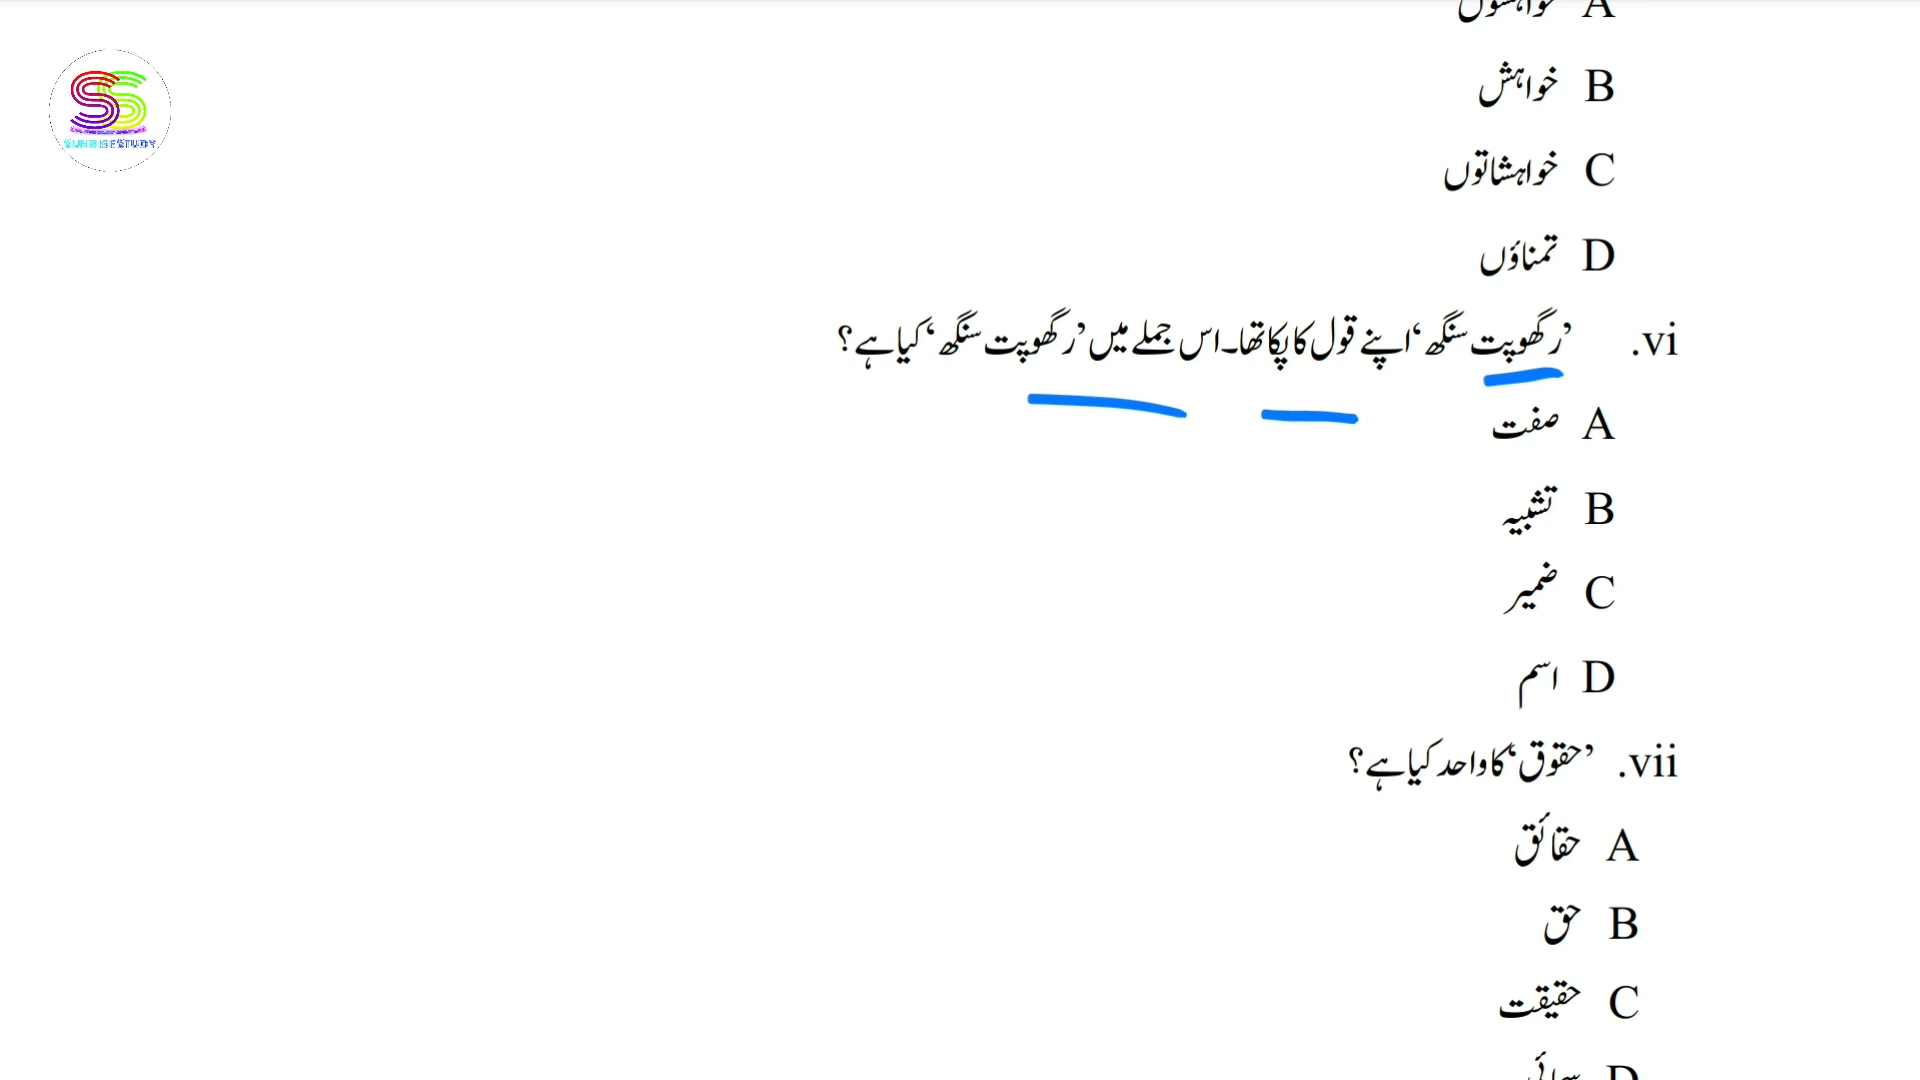 A خواہشوں
B خواہش
C خواہشاتوں
D تمناؤں
vi. ’رگھوپت سنگھ‘ اپنے قول کا پکا تھا۔ اس جملے میں ’رگھوپت سنگھ‘ کیا ہے؟
A صفت
B تشبیہ
C ضمیر
D اسم
vii. ’حقوق‘ کا واحد کیا ہے؟
A حقائق
B حق
C حقیقت
D